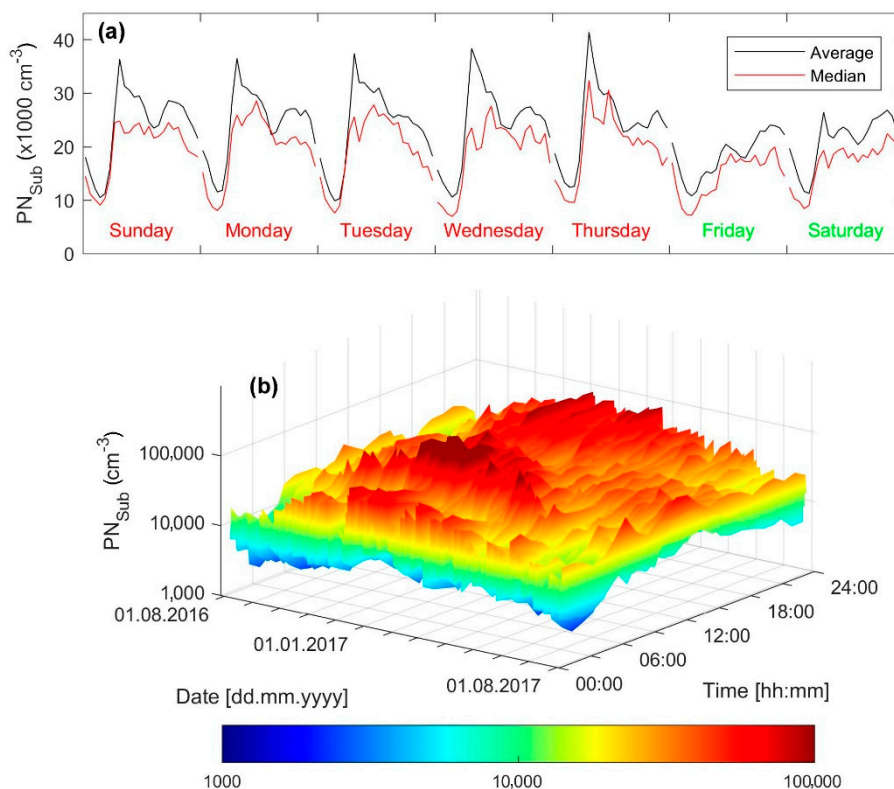 (a)
Average
Median
PN_Sub (x1000 cm^-3)
40
30
20
10
0
Sunday Monday Tuesday Wednesday Thursday Friday Saturday
(b)
PN_Sub (cm^-3)
100,000
10,000
1,000
01.08.2016
01.01.2017
01.08.2017
Date [dd.mm.yyyy]
00:00
06:00
12:00
18:00
24:00
Time [hh:mm]
1000 10,000 100,000